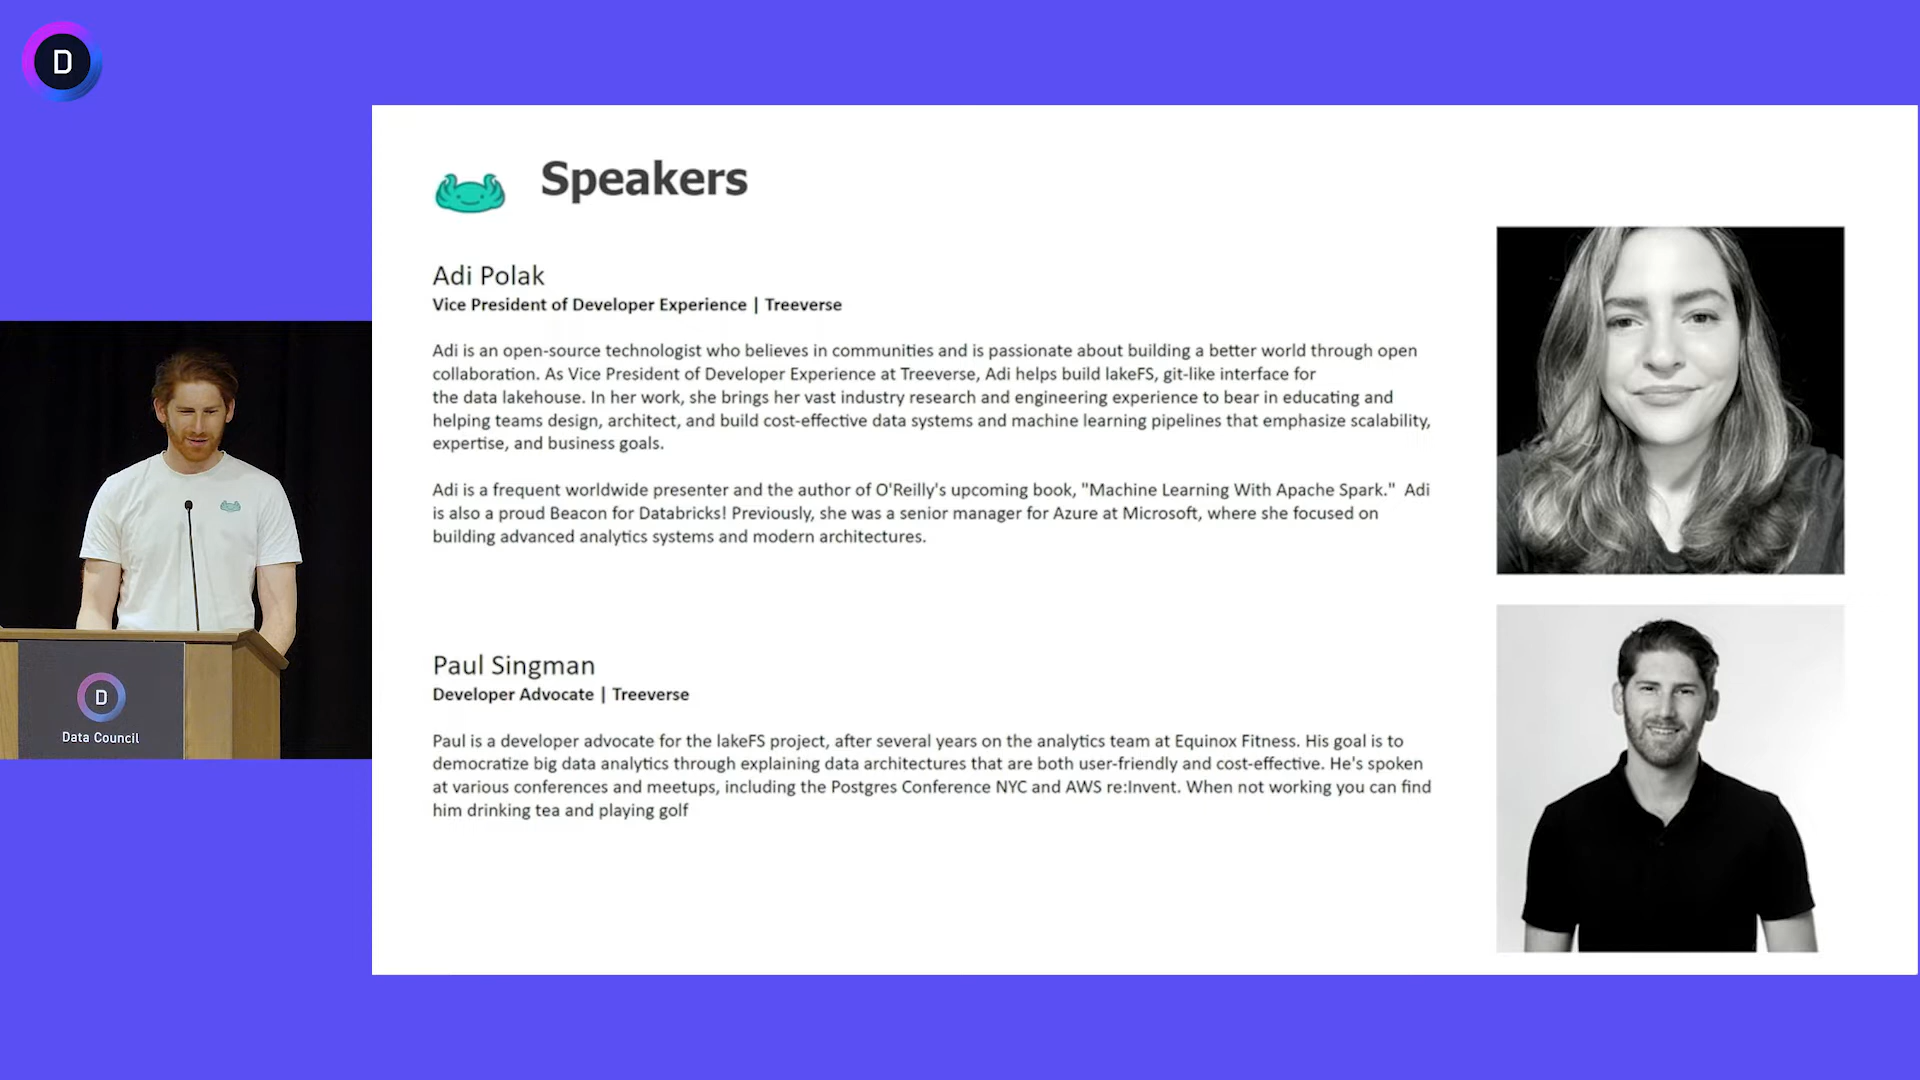 D
Speakers
Adi Polak
Vice President of Developer Experience | Treeverse
Adi is an open-source technologist who believes in communities and is passionate about building a better world through open
collaboration. As Vice President of Developer Experience at Treeverse, Adi helps build lakeFS, git-like interface for
the data lakehouse. In her work, she brings her vast industry research and engineering experience to bear in educating and
helping teams design, architect, and build cost-effective data systems and machine learning pipelines that emphasize scalability,
expertise, and business goals.
Adi is a frequent worldwide presenter and the author of O'Reilly's upcoming book, "Machine Learning With Apache Spark."  Adi
is also a proud Beacon for Databricks! Previously, she was a senior manager for Azure at Microsoft, where she focused on
building advanced analytics systems and modern architectures.
Paul Singman
Developer Advocate | Treeverse
Paul is a developer advocate for the lakeFS project, after several years on the analytics team at Equinox Fitness. His goal is to
democratize big data analytics through explaining data architectures that are both user-friendly and cost-effective. He's spoken
at various conferences and meetups, including the Postgres Conference NYC and AWS re:Invent. When not working you can find
him drinking tea and playing golf
D
Data Council